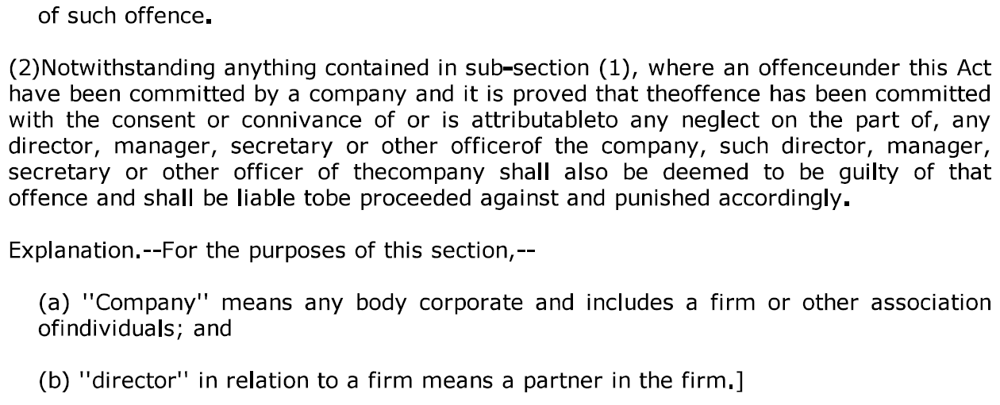 of such offence.
(2)Notwithstanding anything contained in sub-section (1), where an offenceunder this Act
have been committed by a company and it is proved that theoffence has been committed
with the consent or connivance of or is attributableto any neglect on the part of, any
director, manager, secretary or other officerof the company, such director, manager,
secretary or other officer of thecompany shall also be deemed to be guilty of that
offence and shall be liable tobe proceeded against and punished accordingly.
Explanation.--For the purposes of this section,--
(a) ''Company'' means any body corporate and includes a firm or other association
ofindividuals; and
(b) ''director'' in relation to a firm means a partner in the firm.]